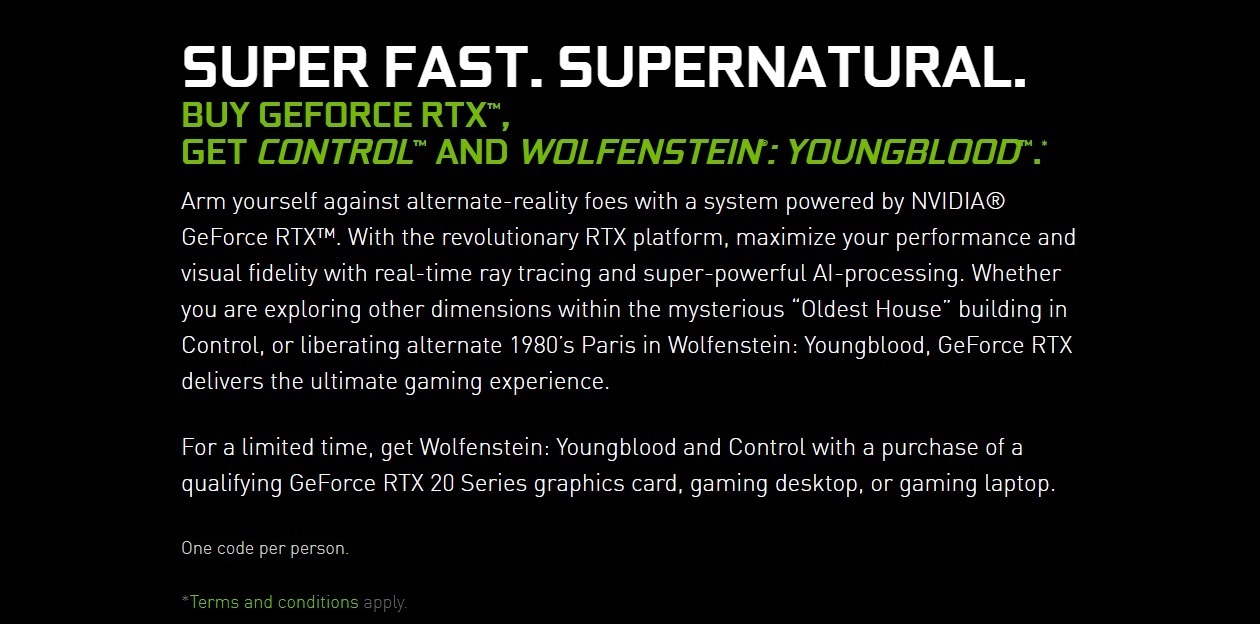 SUPER FAST. SUPERNATURAL.
BUY GEFORCE RTX™,
GET CONTROL™ AND WOLFENSTEIN®: YOUNGBLOOD™.*
Arm yourself against alternate-reality foes with a system powered by NVIDIA®
GeForce RTX™. With the revolutionary RTX platform, maximize your performance and
visual fidelity with real-time ray tracing and super-powerful AI-processing. Whether
you are exploring other dimensions within the mysterious “Oldest House” building in
Control, or liberating alternate 1980’s Paris in Wolfenstein: Youngblood, GeForce RTX
delivers the ultimate gaming experience.
For a limited time, get Wolfenstein: Youngblood and Control with a purchase of a
qualifying GeForce RTX 20 Series graphics card, gaming desktop, or gaming laptop.
One code per person.
*Terms and conditions apply.